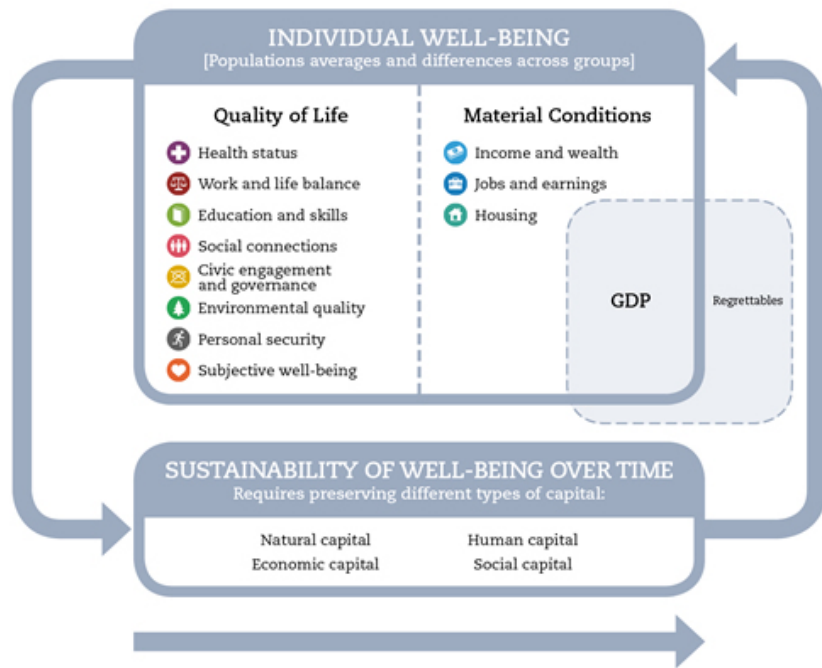 INDIVIDUAL WELL-BEING
[Populations averages and differences across groups]
Quality of Life
Health status
Work and life balance
Education and skills
Social connections
Civic engagement
and governance
Environmental quality
Personal security
Subjective well-being
Material Conditions
Income and wealth
Jobs and earnings
Housing
GDP
Regrettables
SUSTAINABILITY OF WELL-BEING OVER TIME
Requires preserving different types of capital:
Natural capital
Human capital
Economic capital
Social capital